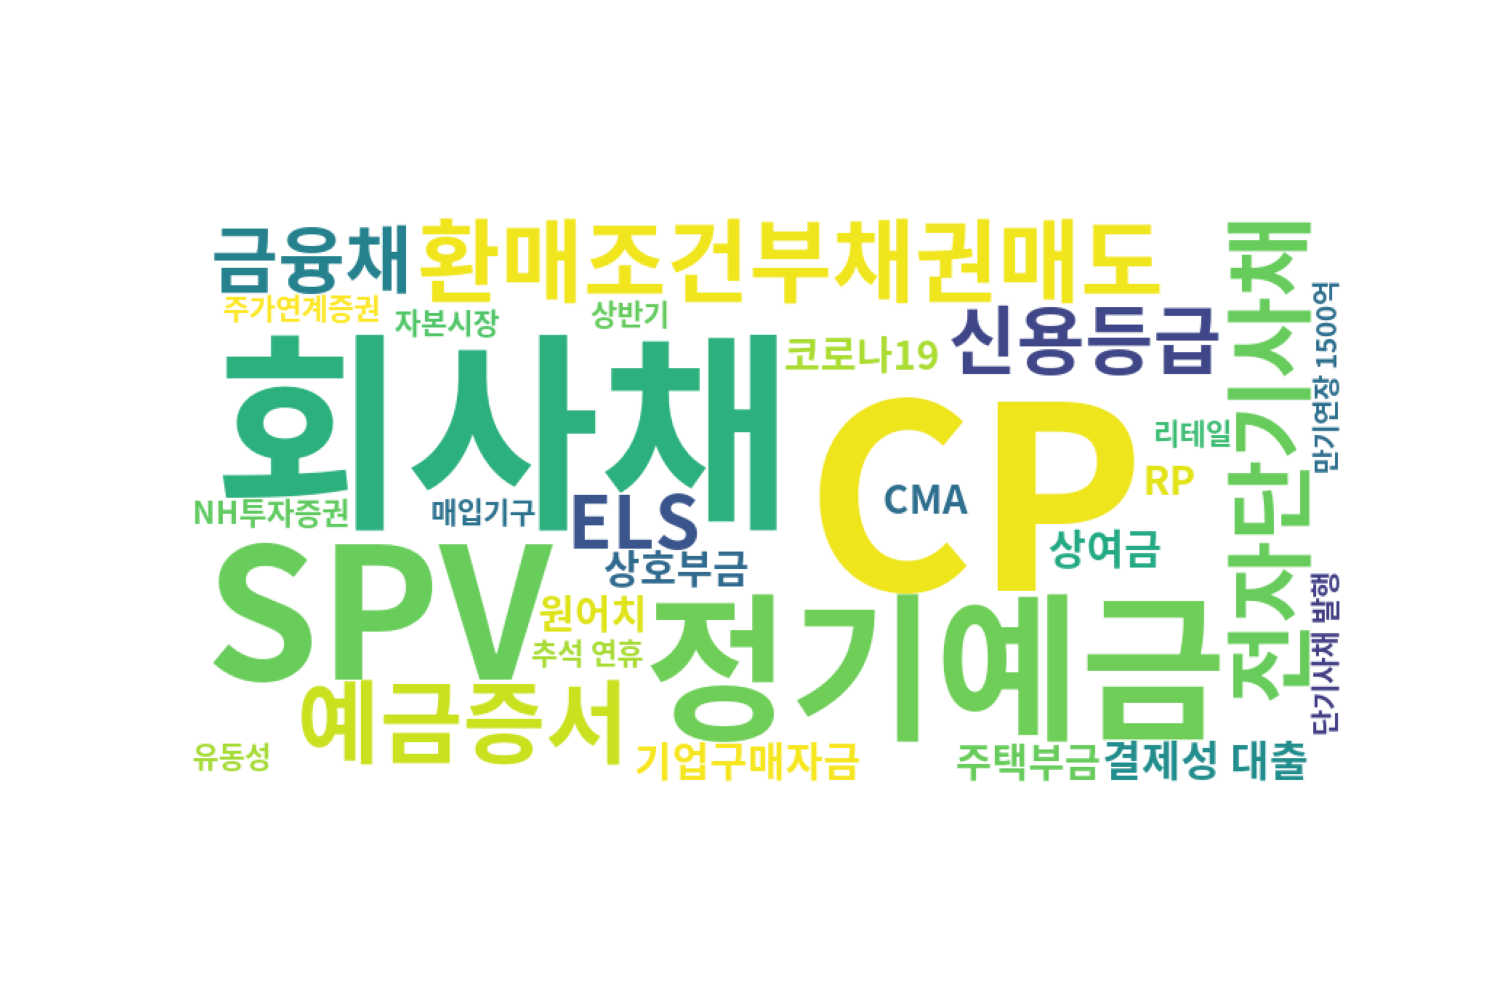 금융채
환매조건부채권매도
주가연계증권
자본시장
상반기
코로나19
신용등급
회사채
CP
리테일
RP
CMA
NH투자증권
매입기구
ELS
상여금
상호부금
SPV
원어치
추석 연휴
정기예금
예금증서
유동성
기업구매자금
주택부금
결제성 대출
전자단기사채
만기연장 1500억
단기사채 발행